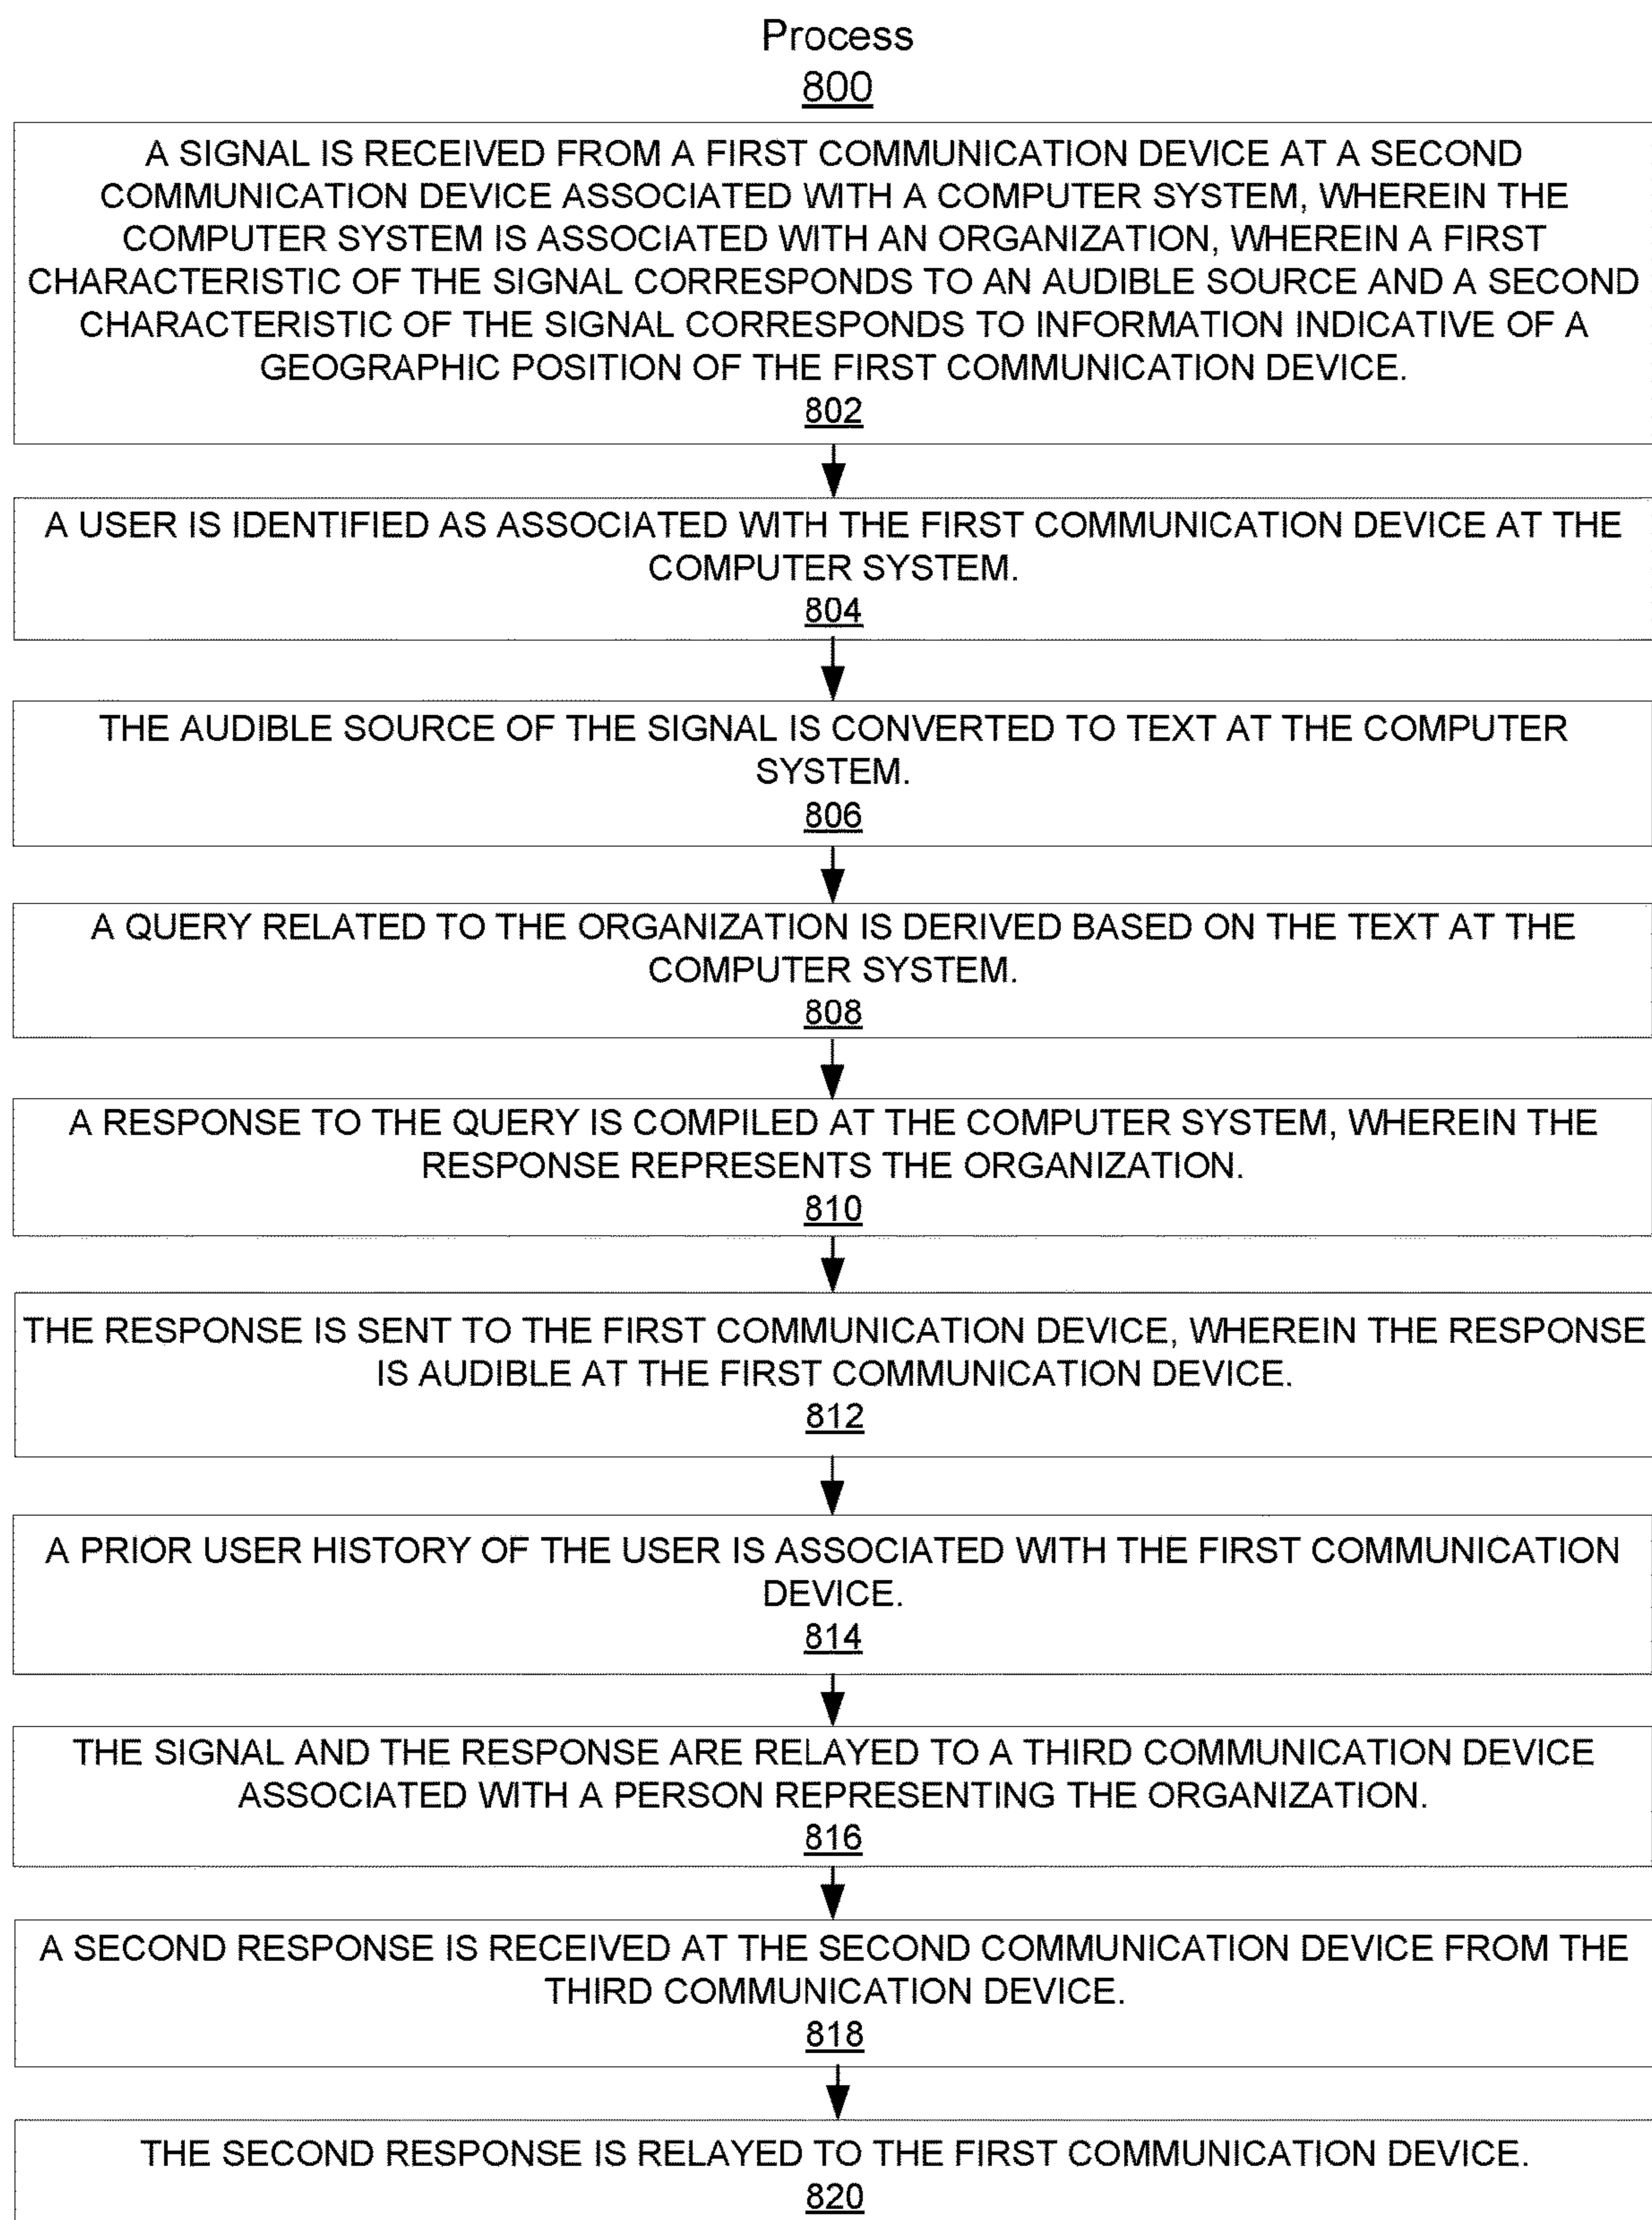 Process
800
A SIGNAL IS RECEIVED FROM A FIRST COMMUNICATION DEVICE AT A SECOND
COMMUNICATION DEVICE ASSOCIATED WITH A COMPUTER SYSTEM, WHEREIN THE
COMPUTER SYSTEM IS ASSOCIATED WITH AN ORGANIZATION, WHEREIN A FIRST
CHARACTERISTIC OF THE SIGNAL CORRESPONDS TO AN AUDIBLE SOURCE AND A SECOND
CHARACTERISTIC OF THE SIGNAL CORRESPONDS TO INFORMATION INDICATIVE OF A
GEOGRAPHIC POSITION OF THE FIRST COMMUNICATION DEVICE.
802
A USER IS IDENTIFIED AS ASSOCIATED WITH THE FIRST COMMUNICATION DEVICE AT THE
COMPUTER SYSTEM.
804
THE AUDIBLE SOURCE OF THE SIGNAL IS CONVERTED TO TEXT AT THE COMPUTER
SYSTEM.
806
A QUERY RELATED TO THE ORGANIZATION IS DERIVED BASED ON THE TEXT AT THE
COMPUTER SYSTEM.
808
A RESPONSE TO THE QUERY IS COMPILED AT THE COMPUTER SYSTEM, WHEREIN THE
RESPONSE REPRESENTS THE ORGANIZATION.
810
THE RESPONSE IS SENT TO THE FIRST COMMUNICATION DEVICE, WHEREIN THE RESPONSE
IS AUDIBLE AT THE FIRST COMMUNICATION DEVICE.
812
A PRIOR USER HISTORY OF THE USER IS ASSOCIATED WITH THE FIRST COMMUNICATION
DEVICE.
814
THE SIGNAL AND THE RESPONSE ARE RELAYED TO A THIRD COMMUNICATION DEVICE
ASSOCIATED WITH A PERSON REPRESENTING THE ORGANIZATION.
816
A SECOND RESPONSE IS RECEIVED AT THE SECOND COMMUNICATION DEVICE FROM THE
THIRD COMMUNICATION DEVICE.
818
THE SECOND RESPONSE IS RELAYED TO THE FIRST COMMUNICATION DEVICE.
820